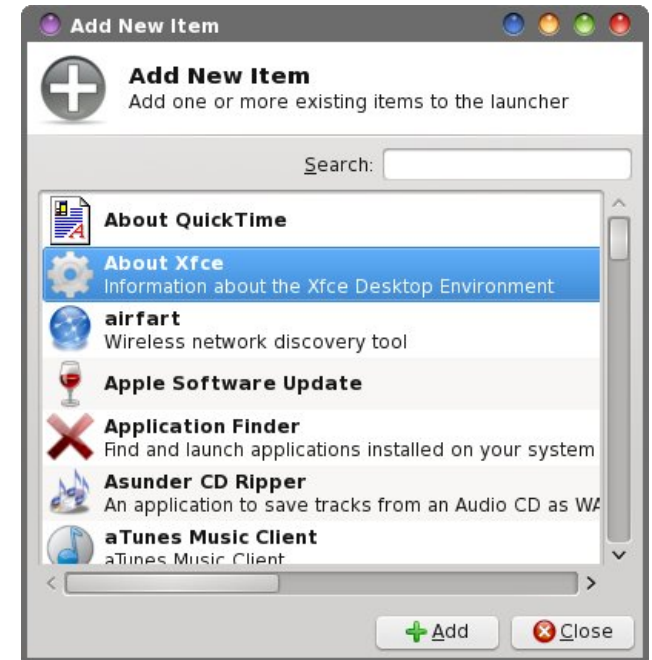 Add New Item
Add New Item
Add one or more existing items to the launcher
Search:
About QuickTime
About Xfce
Information about the Xfce Desktop Environment
airfart
Wireless network discovery tool
Apple Software Update
Application Finder
Find and launch applications installed on your system
Asunder CD Ripper
An application to save tracks from an Audio CD as
aTunes Music Client
aTunes Music Client
Add
Close